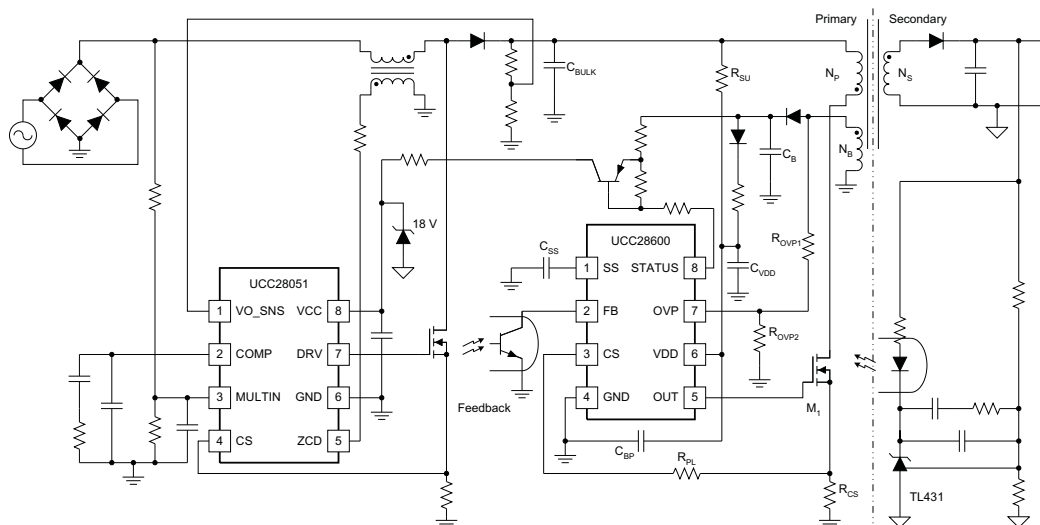 Primary Secondary
C_BULK
R_SU
N_P
N_S
C_B
N_B
18 V
UCC28051
1 VO_SNS VCC 8
2 COMP DRV 7
3 MULTIN GND 6
4 CS ZCD 5
C_SS
UCC28600
1 SS STATUS 8
2 FB OVP 7
3 CS VDD 6
4 GND OUT 5
C_VDD
R_OVP1
R_OVP2
Feedback
M_1
C_BP
R_PL
R_CS
TL431